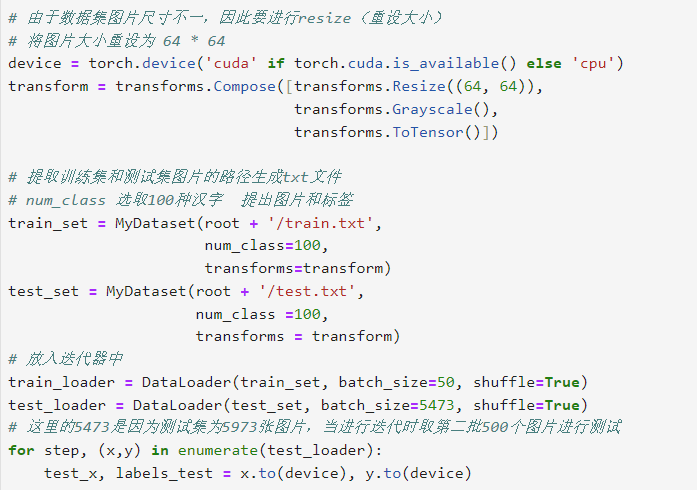 # 由于数据集图片尺寸不一，因此要进行resize（重设大小）
# 将图片大小重设为 64 * 64
device = torch.device('cuda' if torch.cuda.is_available() else 'cpu')
transform = transforms.Compose([transforms.Resize((64, 64)),
                                transforms.Grayscale(),
                                transforms.ToTensor()])

# 提取训练集和测试集图片的路径生成txt文件
# num_class 选取100种汉字  提出图片和标签
train_set = MyDataset(root + '/train.txt',
                      num_class=100,
                      transforms=transform)
test_set = MyDataset(root + '/test.txt',
                     num_class =100,
                     transforms = transform)
# 放入迭代器中
train_loader = DataLoader(train_set, batch_size=50, shuffle=True)
test_loader = DataLoader(test_set, batch_size=5473, shuffle=True)
# 这里的5473是因为测试集为5973张图片，当进行迭代时取第二批500个图片进行测试
for step, (x,y) in enumerate(test_loader):
    test_x, labels_test = x.to(device), y.to(device)